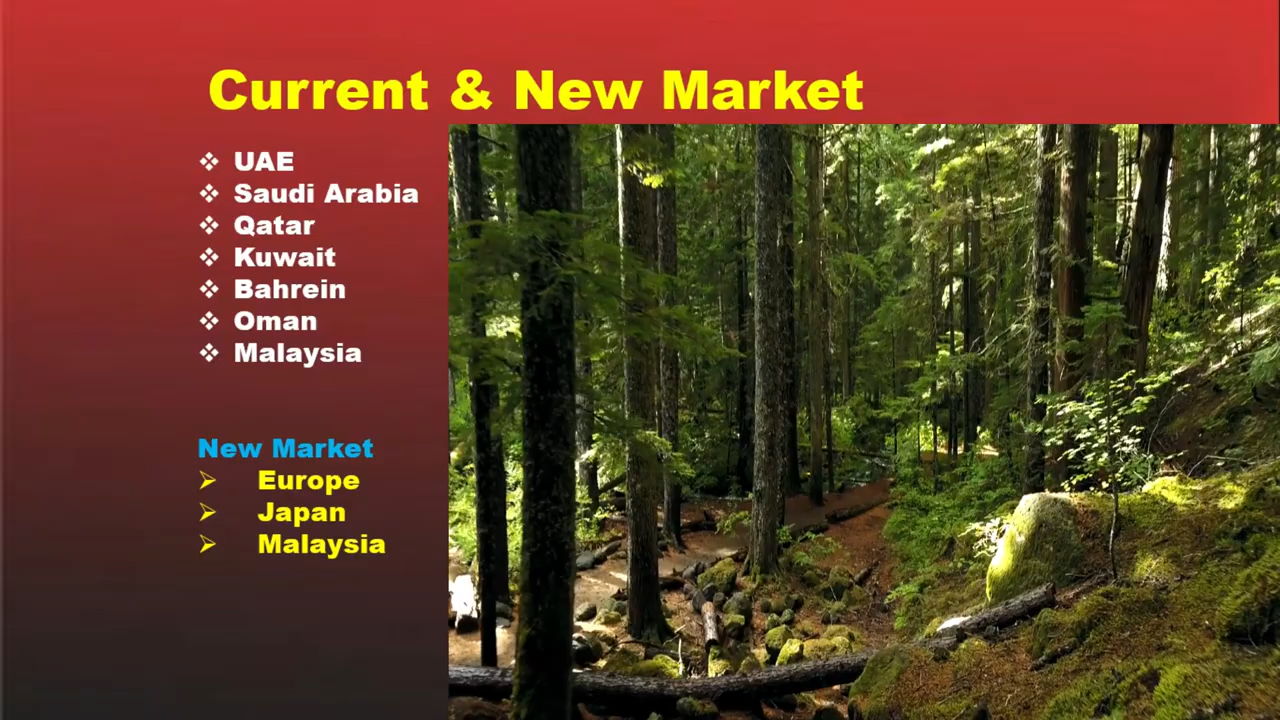 Current & New Market
❖ UAE
❖ Saudi Arabia
❖ Qatar
❖ Kuwait
❖ Bahrein
❖ Oman
❖ Malaysia
New Market
➢ Europe
➢ Japan
➢ Malaysia